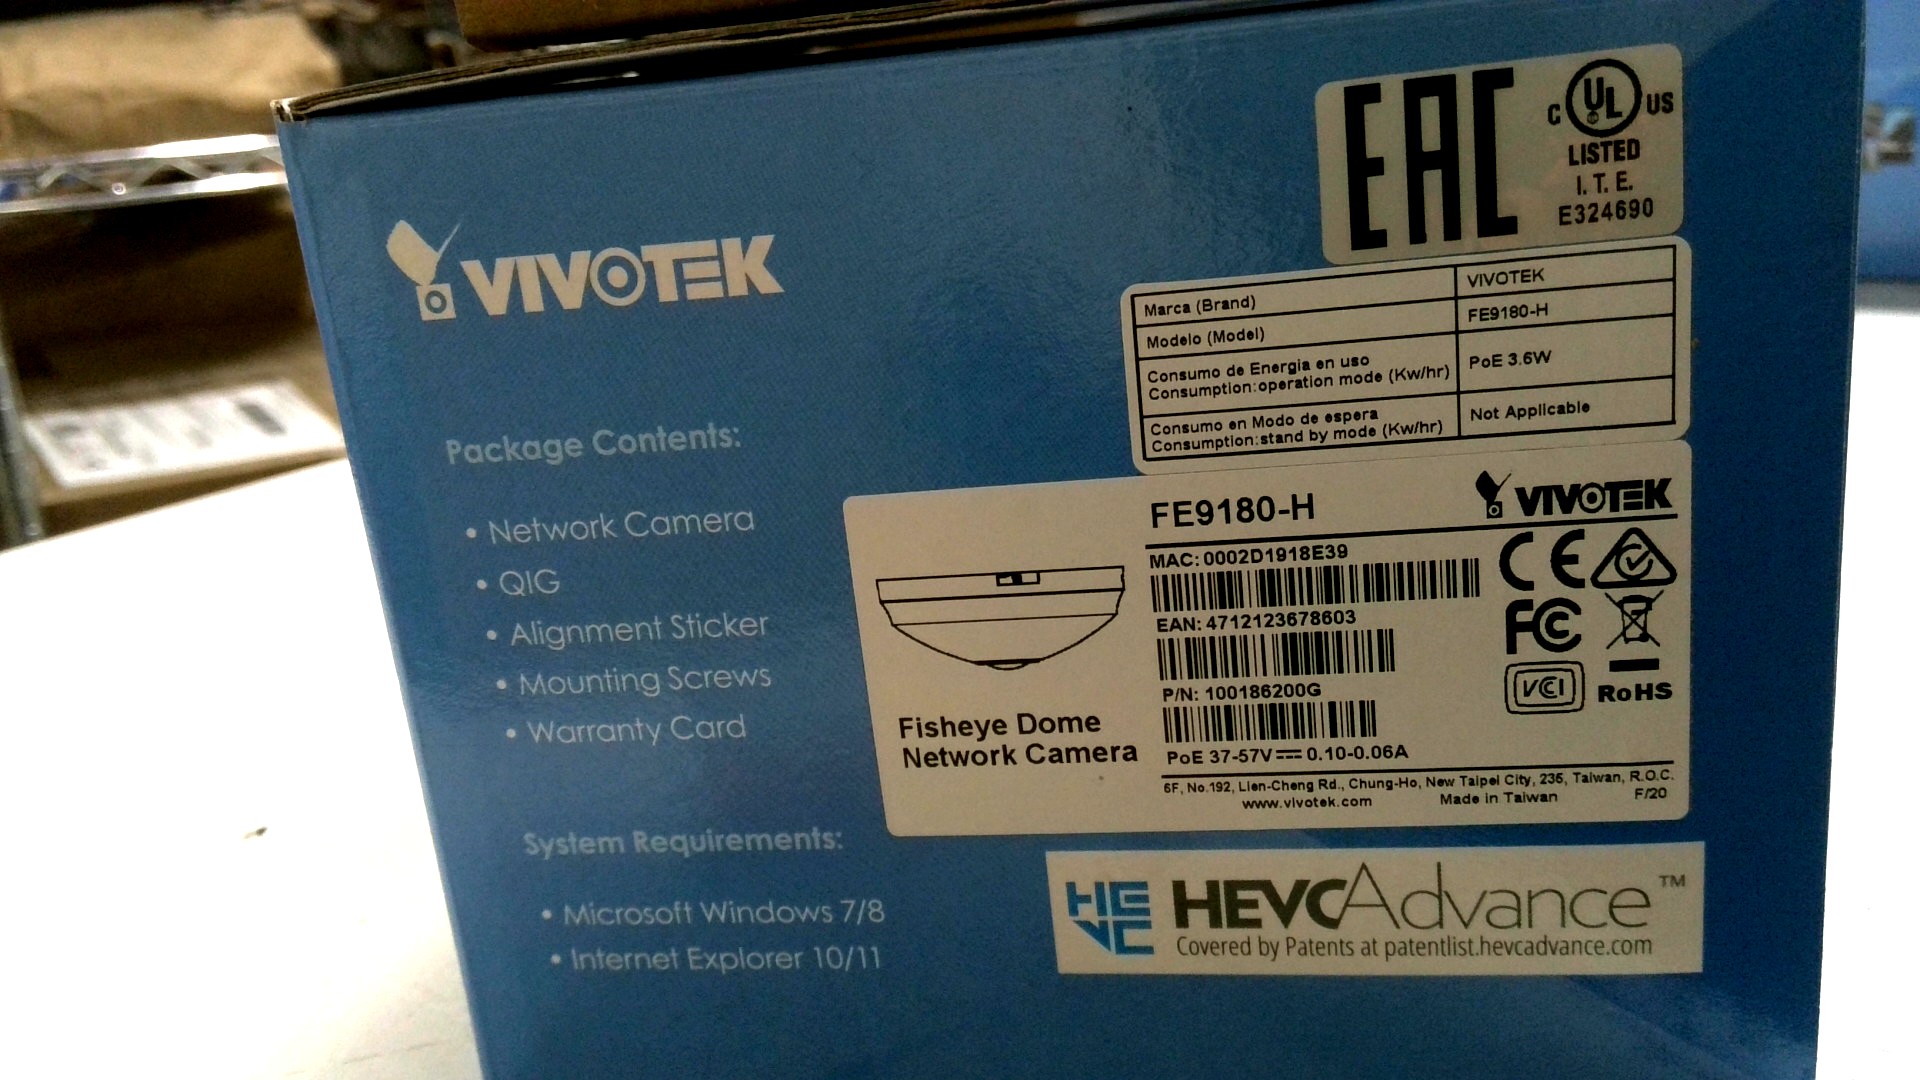 VIVOTEK
Package Contents:
• Network Camera
• QIG
• Alignment Sticker
• Mounting Screws
• Warranty Card
System Requirements:
• Microsoft Windows 7/8
• Internet Explorer 10/11
EAC
C UL US
LISTED
I.T.E.
E324690
Marca (Brand) VIVOTEK
Modelo (Model) FE9180-H
Consumo de Energia en uso
Consumption:operation mode (Kw/hr) PoE 3.6W
Consumo en Modo de espera
Consumption:stand by mode (Kw/hr) Not Applicable
FE9180-H
VIVOTEK
MAC: 0002D1918E39
EAN: 4712123678603
P/N: 100186200G
PoE 37-57V⎓0.10-0.06A
CE
FC
VCI
RoHS
Fisheye Dome
Network Camera
6F, No.192, Lien-Cheng Rd., Chung-Ho, New Taipei City, 235, Taiwan, R.O.C.
www.vivotek.com Made in Taiwan F/20
HEVC
HEVCAdvance™
Covered by Patents at patentlist.hevcadvance.com